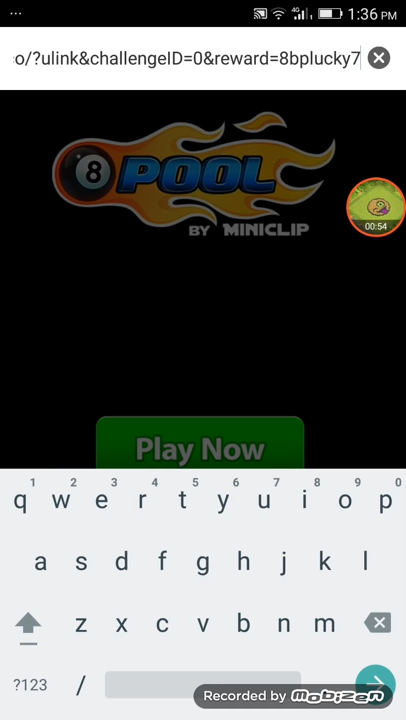 4G 1:36 PM
o/?ulink&challengeID=0&reward=8bplucky7
8 POOL
BY MINICLIP
00:54
Play Now
1 2 3 4 5 6 7 8 9 0
q w e r t y u i o p
a s d f g h j k l
z x c v b n m
?123 /
Recorded by mobizen